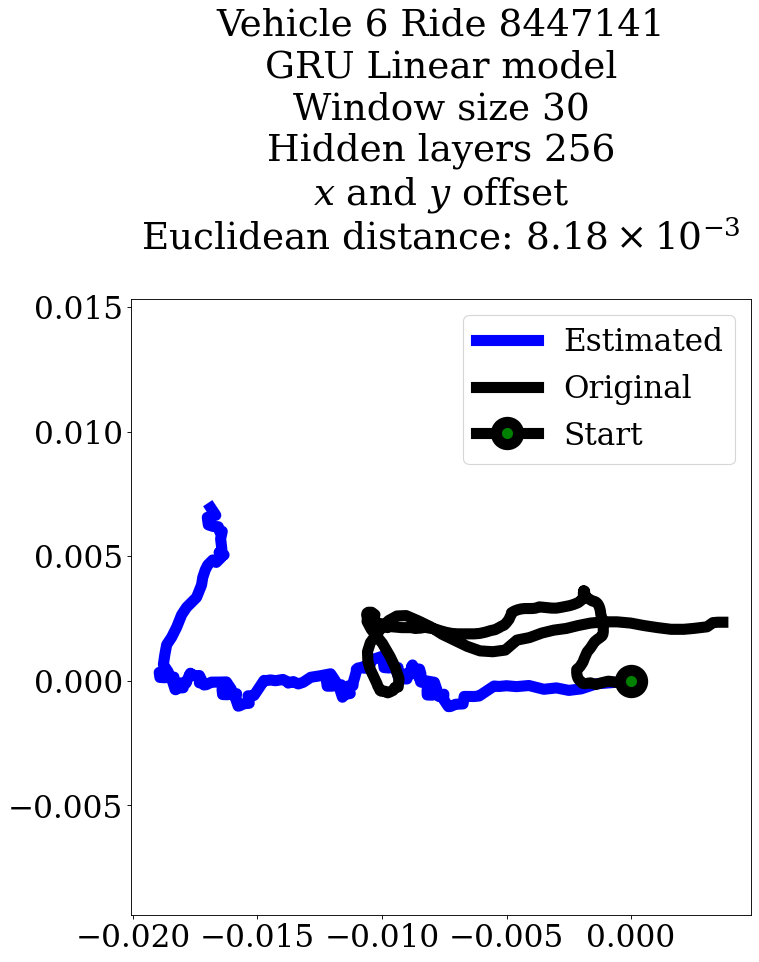 Vehicle 6 Ride 8447141
GRU Linear model
Window size 30
Hidden layers 256
x and y offset
Euclidean distance: 8.18 × 10⁻³
Estimated
Original
Start
0.015
0.010
0.005
0.000
−0.005
−0.020 −0.015 −0.010 −0.005 0.000